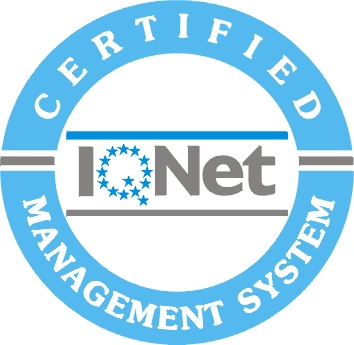 CERTIFIED
IQNet
MANAGEMENT SYSTEM